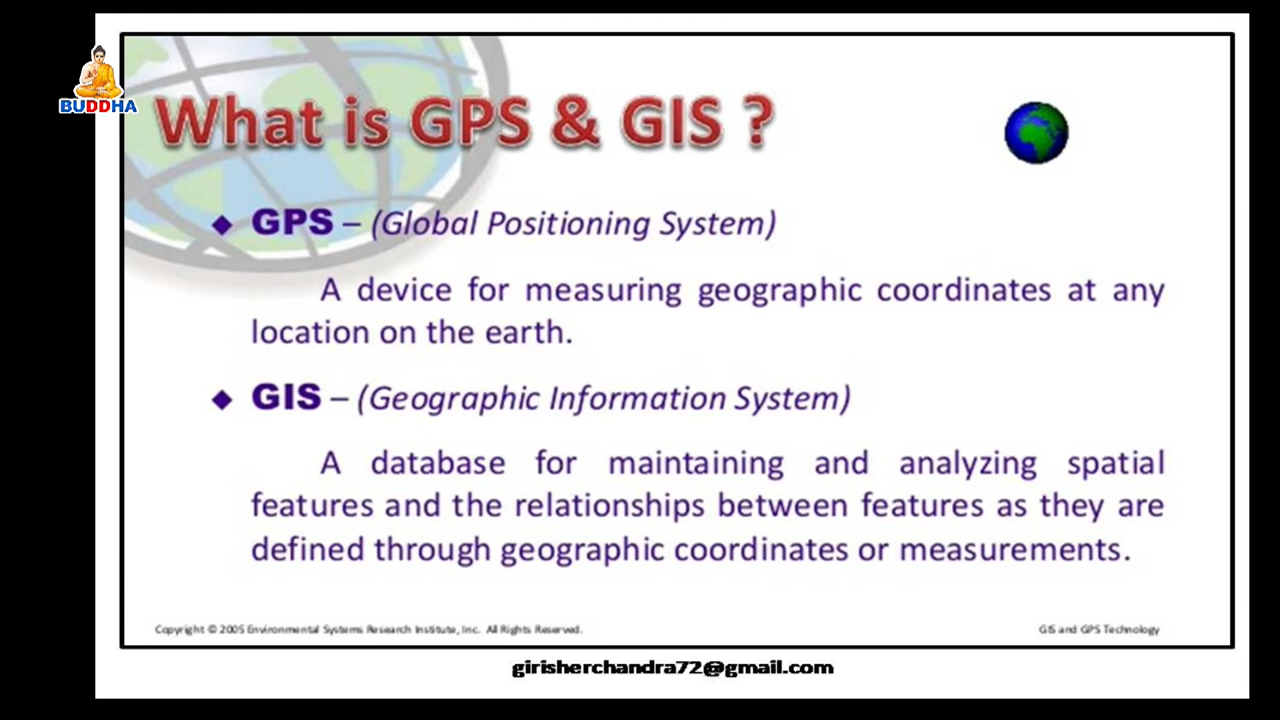 BUDDHA
What is GPS & GIS ?
◆ GPS – (Global Positioning System)
A device for measuring geographic coordinates at any
location on the earth.
◆ GIS – (Geographic Information System)
A database for maintaining and analyzing spatial
features and the relationships between features as they are
defined through geographic coordinates or measurements.
Copyright © 2005 Environmental Systems Research Institute, Inc. All Rights Reserved.
GIS and GPS Technology
girisherchandra72@gmail.com